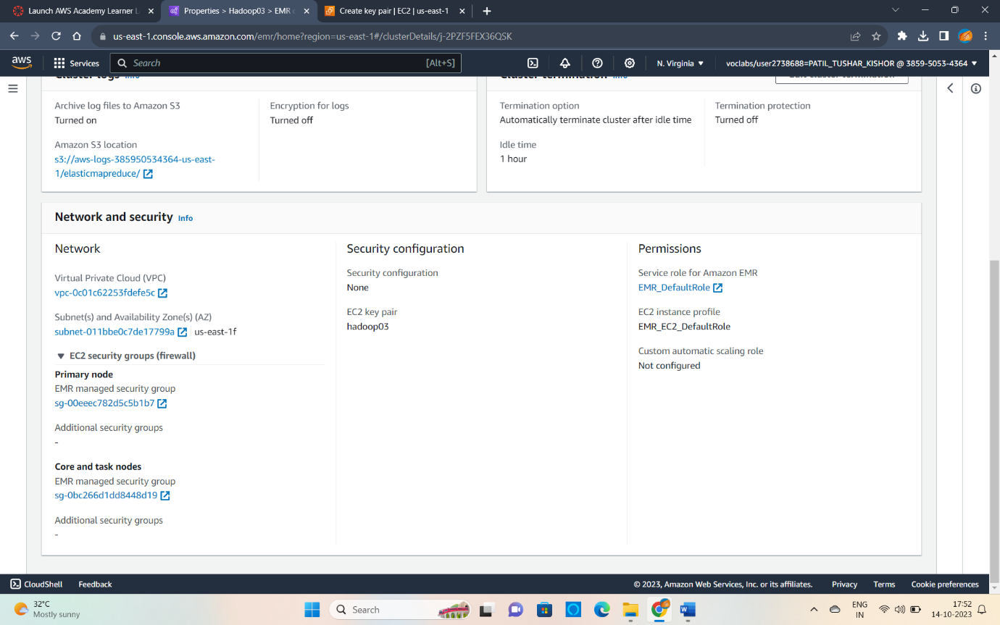 Launch AWS Academy Learner L
Properties > Hadoop03 > EMR c
Create key pair | EC2 | us-east-1
us-east-1.console.aws.amazon.com/emr/home?region=us-east-1#/clusterDetails/j-2PZF5FEX36QSK
aws
Services
Search
[Alt+S]
N. Virginia
voclabs/user2738688=PATIL_TUSHAR_KISHOR @ 3859-5053-4364
Cluster logs Info
Cluster termination Info
Edit cluster termination
Archive log files to Amazon S3
Turned on
Encryption for logs
Turned off
Amazon S3 location
s3://aws-logs-385950534364-us-east-
1/elasticmapreduce/
Termination option
Automatically terminate cluster after idle time
Termination protection
Turned off
Idle time
1 hour
Network and security Info
Network
Virtual Private Cloud (VPC)
vpc-0c01c62253fdefe5c
Subnet(s) and Availability Zone(s) (AZ)
subnet-011bbe0c7de17799a us-east-1f
EC2 security groups (firewall)
Primary node
EMR managed security group
sg-00eeec782d5c5b1b7
Additional security groups
-
Core and task nodes
EMR managed security group
sg-0bc266d1dd8448d19
Additional security groups
-
Security configuration
Security configuration
None
EC2 key pair
hadoop03
Permissions
Service role for Amazon EMR
EMR_DefaultRole
EC2 instance profile
EMR_EC2_DefaultRole
Custom automatic scaling role
Not configured
CloudShell
Feedback
© 2023, Amazon Web Services, Inc. or its affiliates.
Privacy
Terms
Cookie preferences
32°C
Mostly sunny
Search
ENG
IN
17:52
14-10-2023